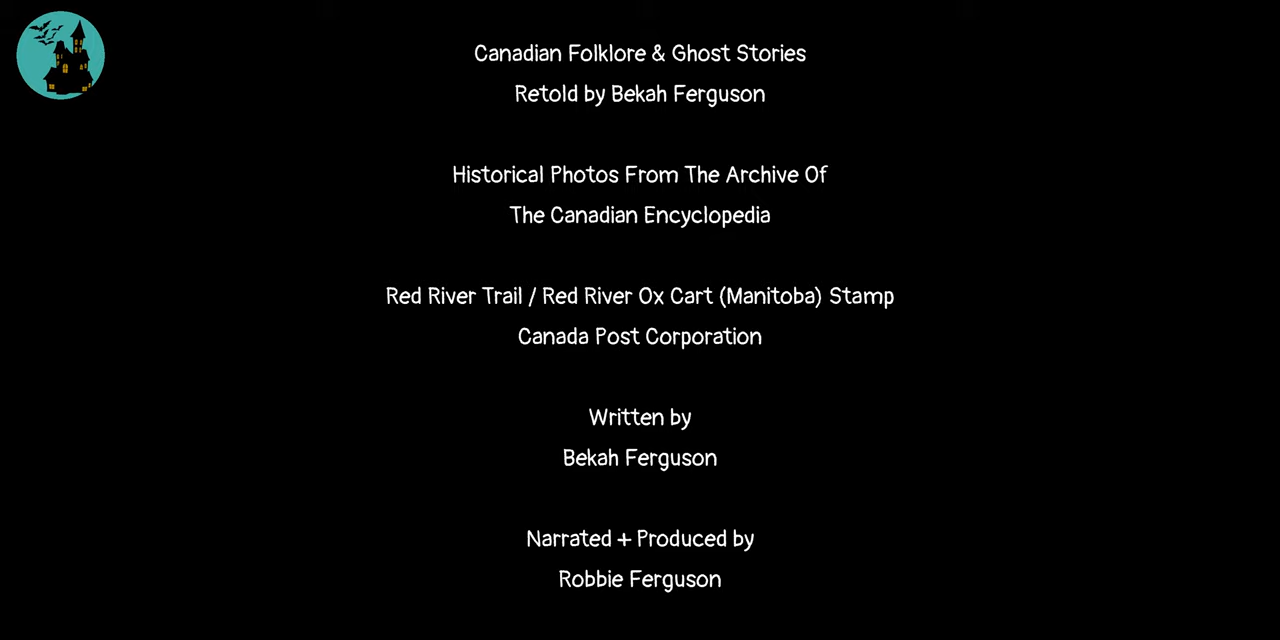 Canadian Folklore & Ghost Stories
Retold by Bekah Ferguson
Historical Photos From The Archive Of
The Canadian Encyclopedia
Red River Trail / Red River Ox Cart (Manitoba) Stamp
Canada Post Corporation
Written by
Bekah Ferguson
Narrated + Produced by
Robbie Ferguson